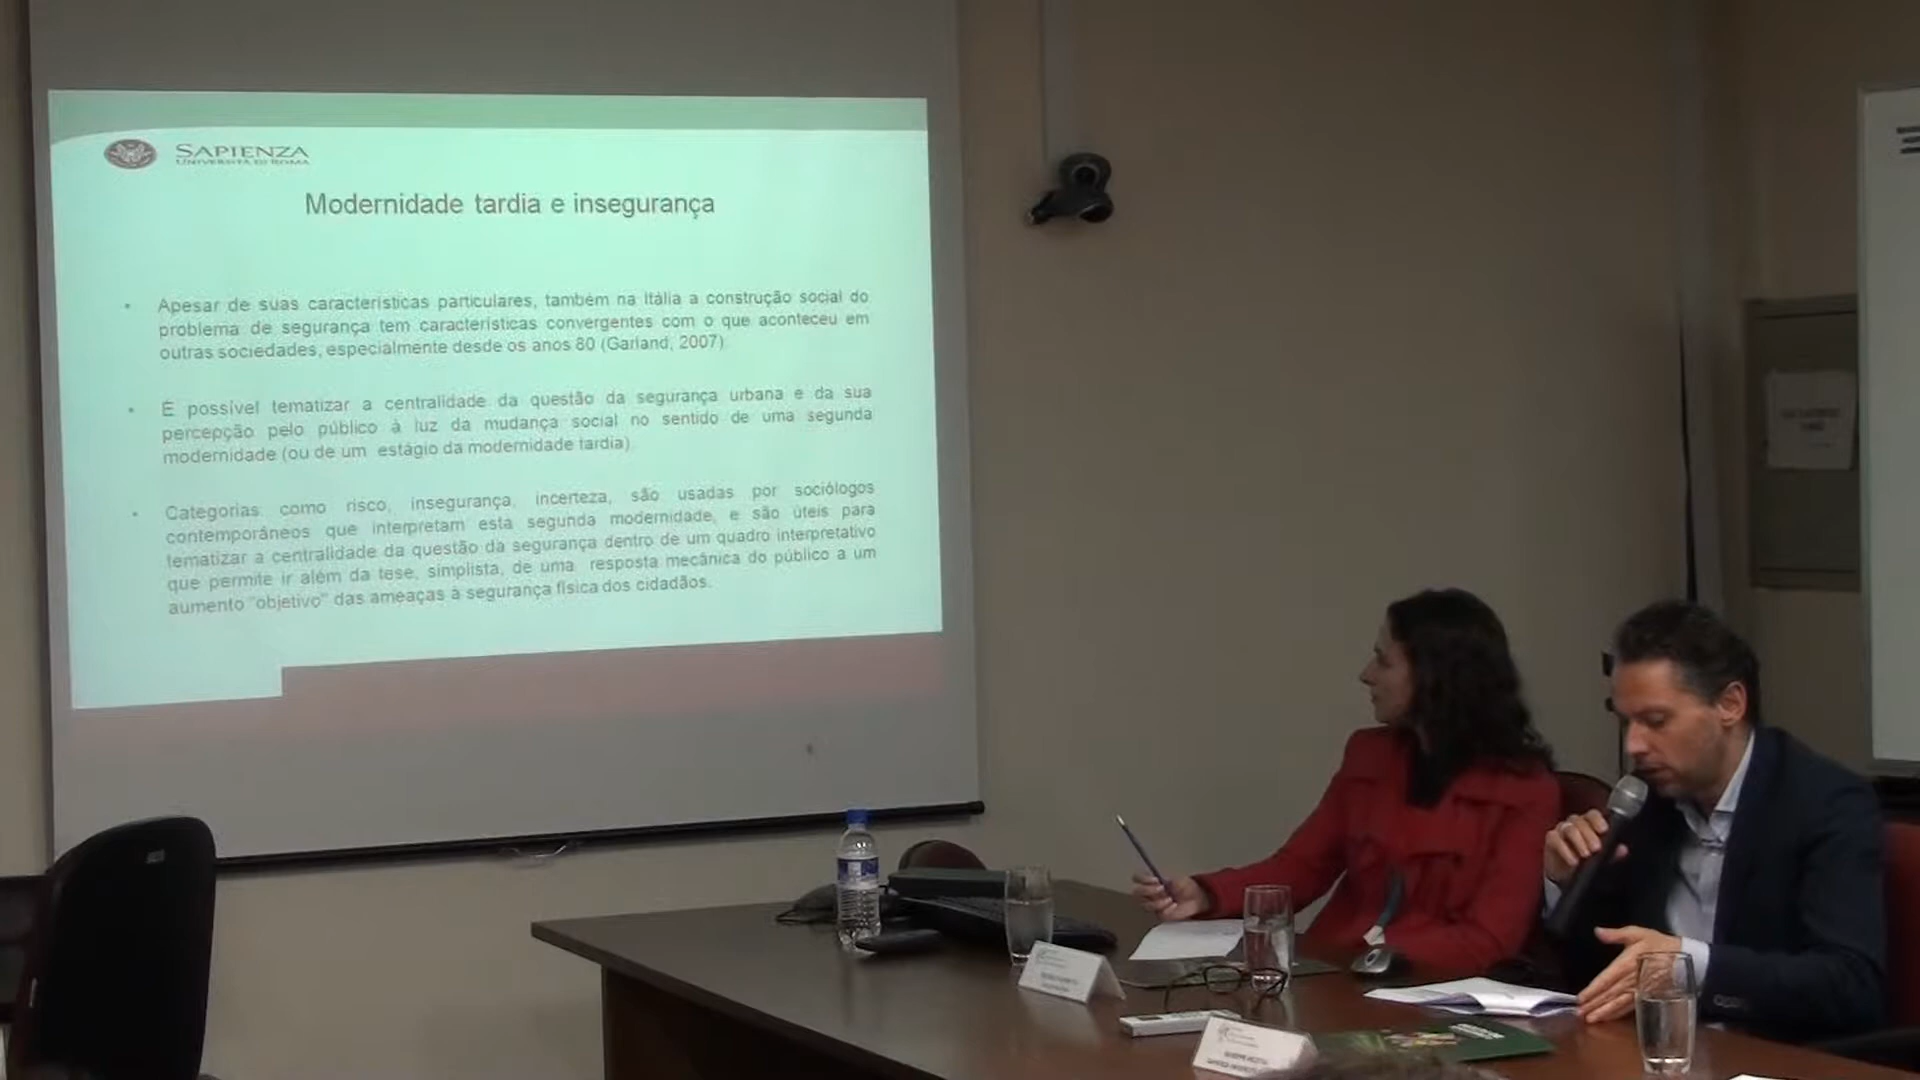 SAPIENZA
UNIVERSITÀ DI ROMA
Modernidade tardia e insegurança
• Apesar de suas características particulares, também na Itália a construção social do
problema de segurança tem características convergentes com o que aconteceu em
outras sociedades, especialmente desde os anos 80 (Garland, 2007).
• É possível tematizar a centralidade da questão da segurança urbana e da sua
percepção pelo público à luz da mudança social no sentido de uma segunda
modernidade (ou de um estágio da modernidade tardia).
• Categorias como risco, insegurança, incerteza, são usadas por sociólogos
contemporâneos que interpretam esta segunda modernidade, e são úteis para
tematizar a centralidade da questão da segurança dentro de um quadro interpretativo
que permite ir além da tese, simplista, de uma resposta mecânica do público a um
aumento "objetivo" das ameaças à segurança física dos cidadãos.